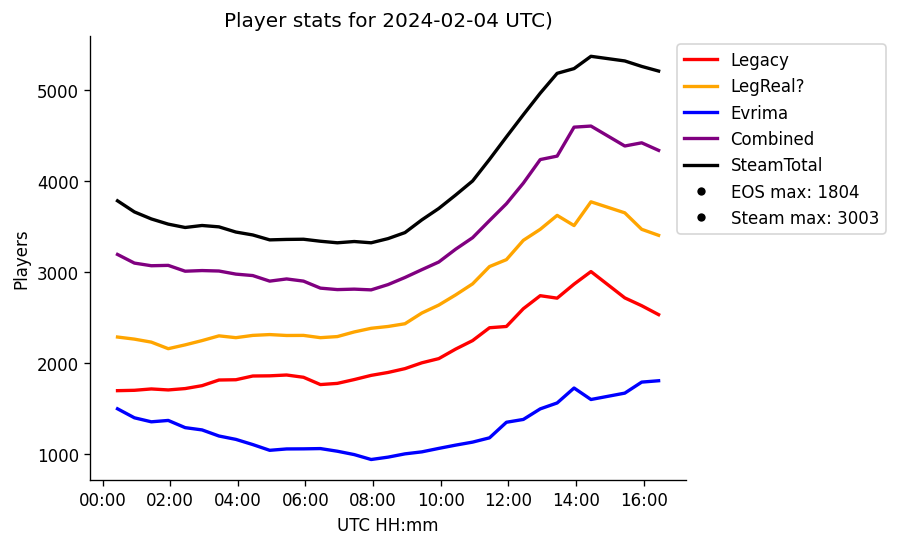 Player stats for 2024-02-04 UTC)
Legacy
LegReal?
Evrima
Combined
SteamTotal
EOS max: 1804
Steam max: 3003
Players
5000
4000
3000
2000
1000
00:00 02:00 04:00 06:00 08:00 10:00 12:00 14:00 16:00
UTC HH:mm